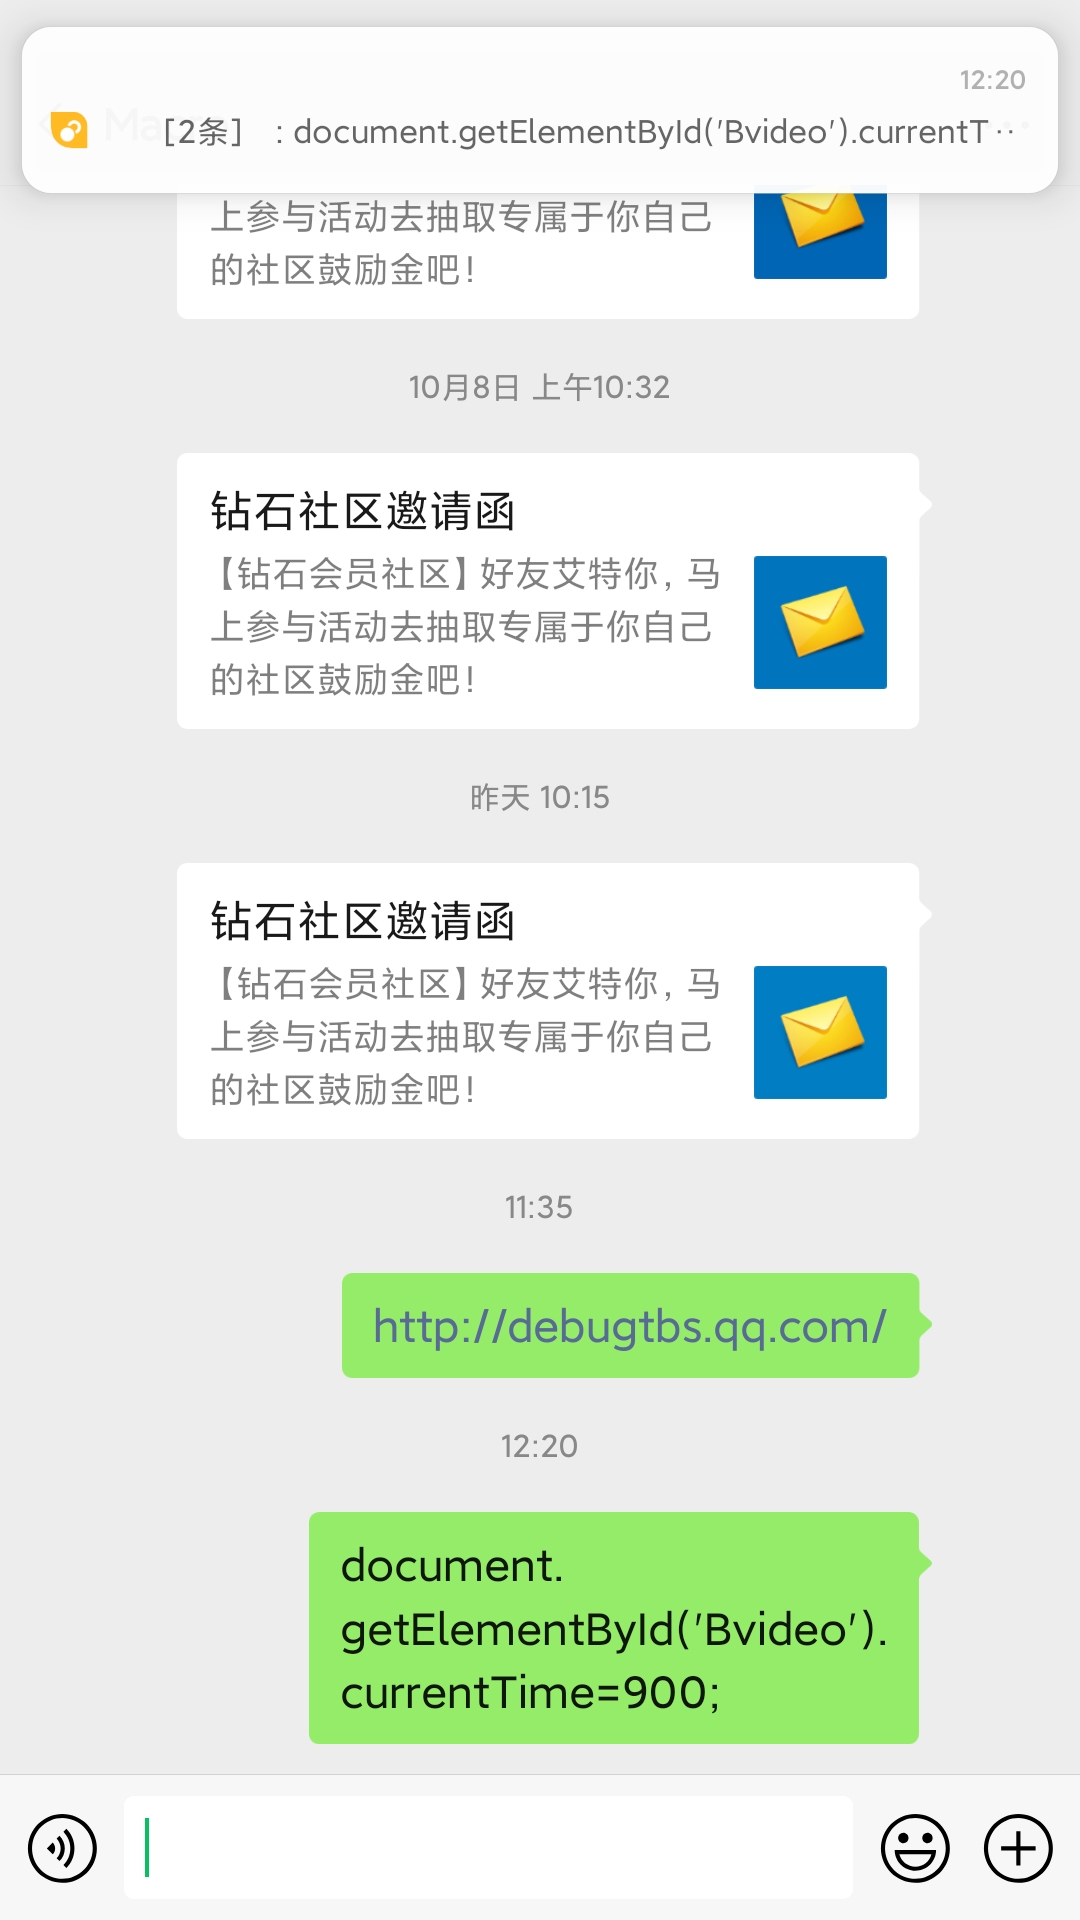 12:20
[2条] : document.getElementById('Bvideo').currentT··
上参与活动去抽取专属于你自己
的社区鼓励金吧！
10月8日 上午10:32
钻石社区邀请函
【钻石会员社区】好友艾特你，马
上参与活动去抽取专属于你自己
的社区鼓励金吧！
昨天 10:15
钻石社区邀请函
【钻石会员社区】好友艾特你，马
上参与活动去抽取专属于你自己
的社区鼓励金吧！
11:35
http://debugtbs.qq.com/
12:20
document.
getElementById('Bvideo').
currentTime=900;